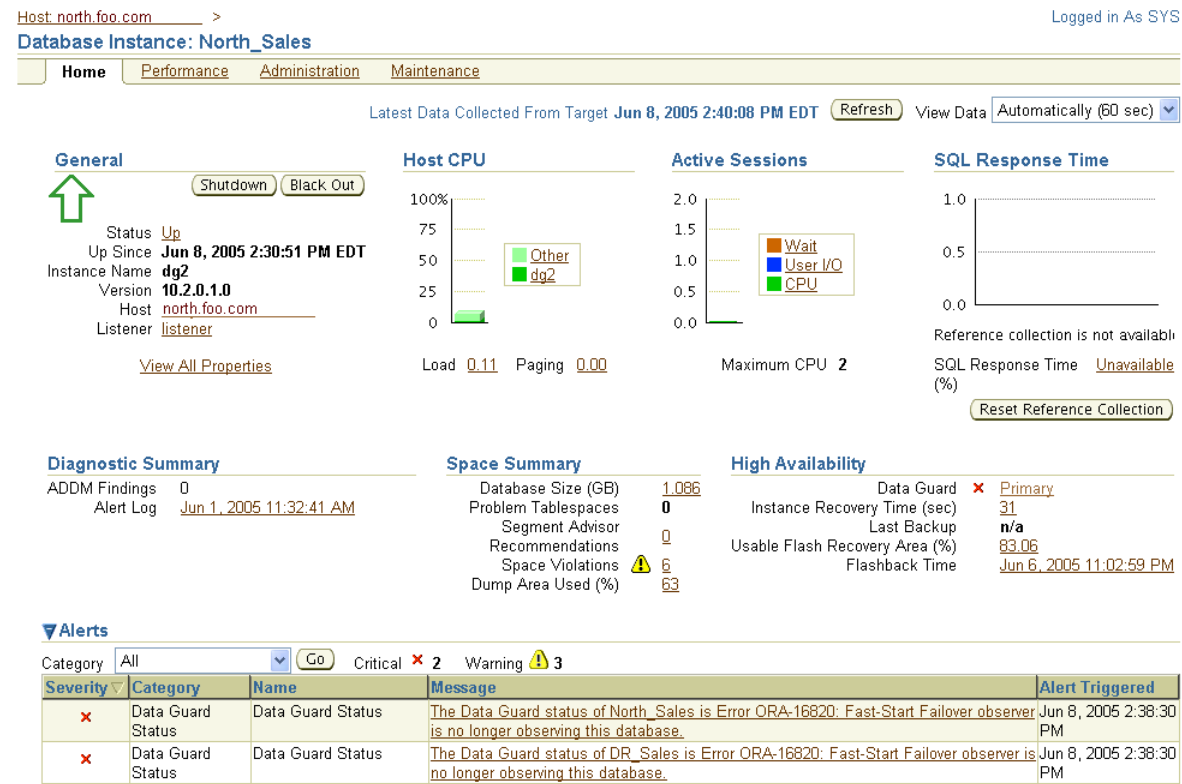 Host: north.foo.com >
Logged in As SYS
Database Instance: North_Sales
Home Performance Administration Maintenance
Latest Data Collected From Target Jun 8, 2005 2:40:08 PM EDT Refresh View Data Automatically (60 sec)
General
Shutdown Black Out
Status Up
Up Since Jun 8, 2005 2:30:51 PM EDT
Instance Name dg2
Version 10.2.0.1.0
Host north.foo.com
Listener listener
View All Properties
Host CPU
100%
75
50
25
0
Other
dg2
Load 0.11 Paging 0.00
Active Sessions
2.0
1.5
1.0
0.5
0.0
Wait
User I/O
CPU
Maximum CPU 2
SQL Response Time
1.0
0.5
0.0
Reference collection is not availabl
SQL Response Time Unavailable
(%)
Reset Reference Collection
Diagnostic Summary
ADDM Findings 0
Alert Log Jun 1, 2005 11:32:41 AM
Space Summary
Database Size (GB) 1.086
Problem Tablespaces 0
Segment Advisor
Recommendations 0
Space Violations 6
Dump Area Used (%) 63
High Availability
Data Guard Primary
Instance Recovery Time (sec) 31
Last Backup n/a
Usable Flash Recovery Area (%) 83.06
Flashback Time Jun 6, 2005 11:02:59 PM
Alerts
Category All Go Critical 2 Warning 3
Severity Category Name Message Alert Triggered
Data Guard Data Guard Status The Data Guard status of North_Sales is Error ORA-16820: Fast-Start Failover observer Jun 8, 2005 2:38:30
Status is no longer observing this database. PM
Data Guard Data Guard Status The Data Guard status of DR_Sales is Error ORA-16820: Fast-Start Failover observer is Jun 8, 2005 2:38:30
Status no longer observing this database. PM